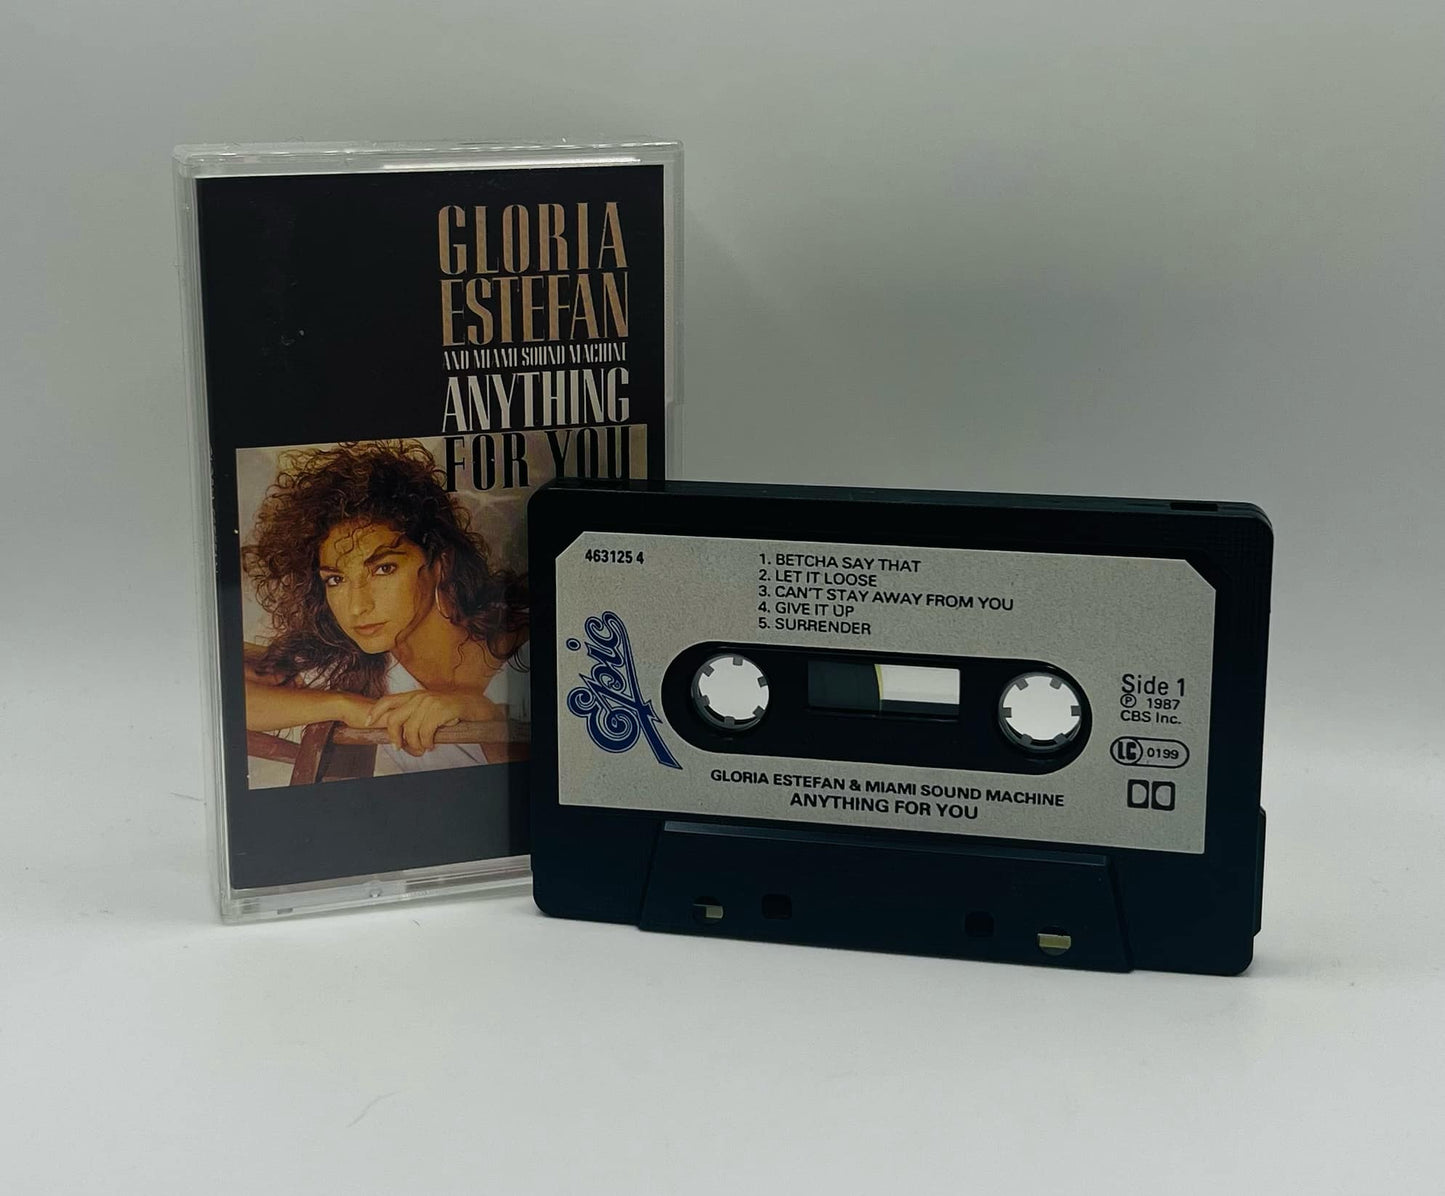 GLORIA
ESTEFAN
AND MIAMI SOUND MACHINE
ANYTHING
FOR YOU
463125 4
1. BETCHA SAY THAT
2. LET IT LOOSE
3. CAN'T STAY AWAY FROM YOU
4. GIVE IT UP
5. SURRENDER
Epic
Side 1
℗ 1987
CBS Inc.
LC 0199
GLORIA ESTEFAN & MIAMI SOUND MACHINE
ANYTHING FOR YOU